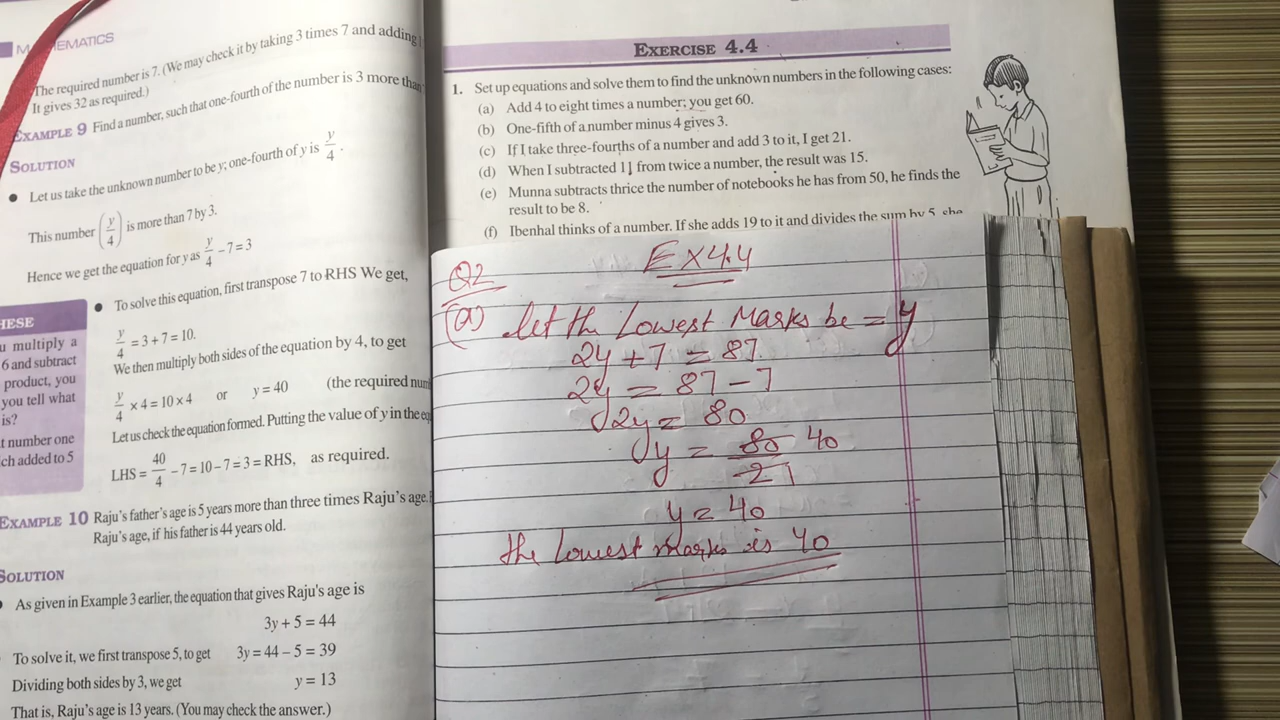 MATHEMATICS
The required number is 7. (We may check it by taking 3 times 7 and adding
It gives 32 as required.)
EXAMPLE 9 Find a number, such that one-fourth of the number is 3 more than
SOLUTION
• Let us take the unknown number to be y; one-fourth of y is y/4.
This number (y/4) is more than 7 by 3.
Hence we get the equation for y as y/4 – 7 = 3
• To solve this equation, first transpose 7 to RHS We get,
y/4 = 3 + 7 = 10.
We then multiply both sides of the equation by 4, to get
y/4 × 4 = 10 × 4 or y = 40 (the required
Let us check the equation formed. Putting the value of y in the
LHS = 40/4 – 7 = 10 – 7 = 3 = RHS, as required.
HESE
u multiply a
6 and subtract
product, you
you tell what
is?
t number one
ch added to 5
EXAMPLE 10 Raju's father's age is 5 years more than three times Raju's age.
Raju's age, if his father is 44 years old.
SOLUTION
As given in Example 3 earlier, the equation that gives Raju's age is
3y + 5 = 44
To solve it, we first transpose 5, to get 3y = 44 – 5 = 39
Dividing both sides by 3, we get y = 13
That is, Raju's age is 13 years. (You may check the answer.)
EXERCISE 4.4
1. Set up equations and solve them to find the unknown numbers in the following cases:
(a) Add 4 to eight times a number; you get 60.
(b) One-fifth of a number minus 4 gives 3.
(c) If I take three-fourths of a number and add 3 to it, I get 21.
(d) When I subtracted 11 from twice a number, the result was 15.
(e) Munna subtracts thrice the number of notebooks he has from 50, he finds the
result to be 8.
(f) Ibenhal thinks of a number. If she adds 19 to it and divides the sum by 5, she
Ex 4.4
Q2
(a) let the Lowest Marks be = y
2y + 7 = 87
2y = 87 - 7
2y = 80
y = 80/2 40
1
y = 40
the lowest marks is 40